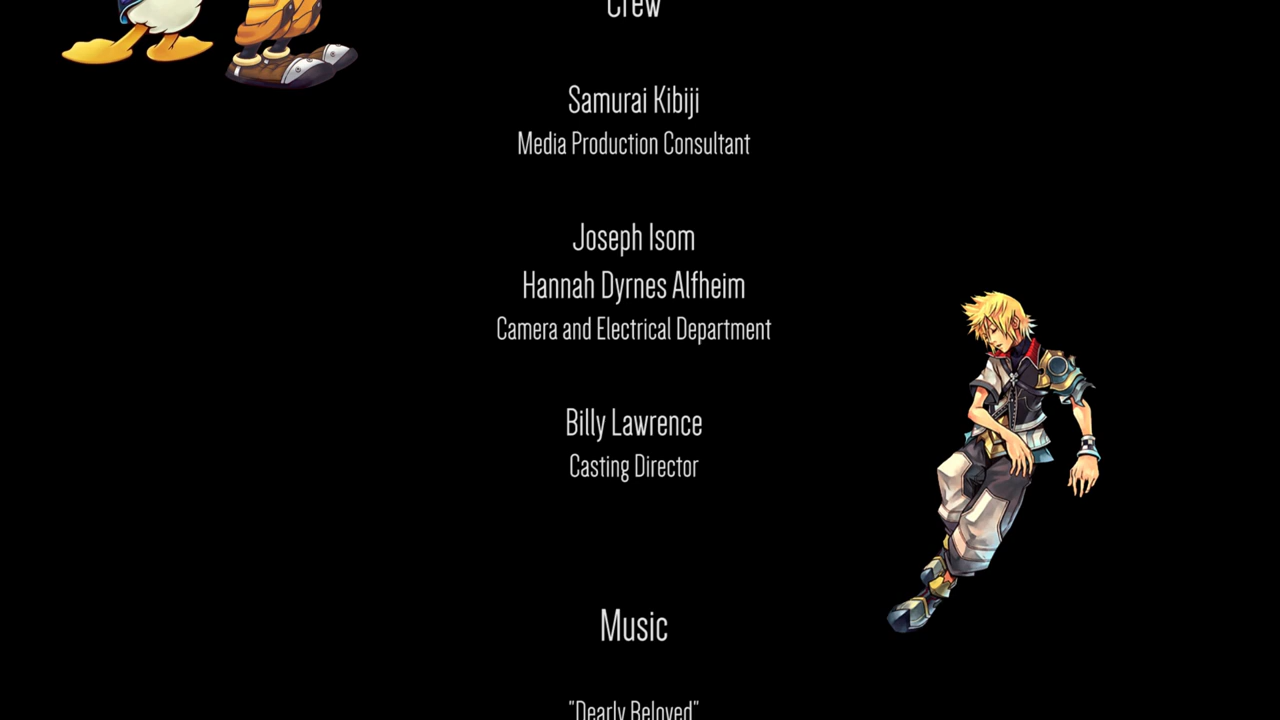 Crew
Samurai Kibiji
Media Production Consultant
Joseph Isom
Hannah Dyrnes Alfheim
Camera and Electrical Department
Billy Lawrence
Casting Director
Music
"Dearly Beloved"